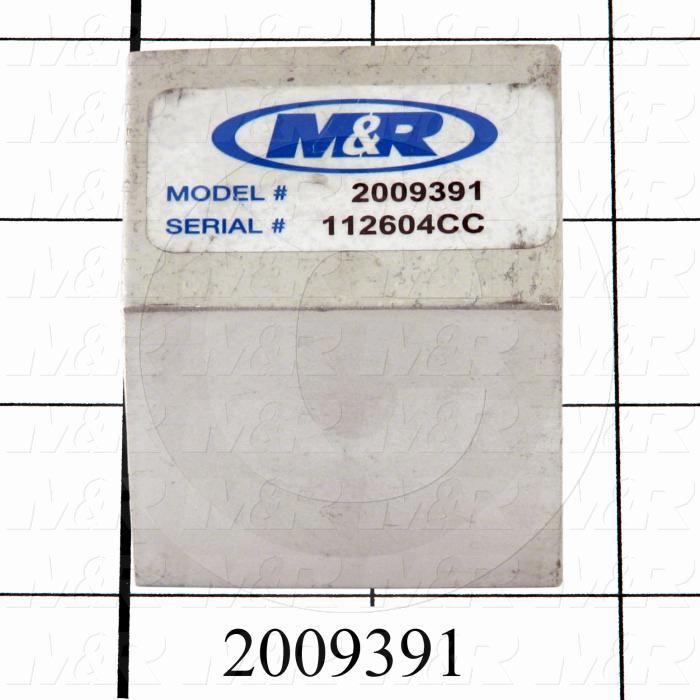 M&R
MODEL # 2009391
SERIAL # 112604CC
2009391